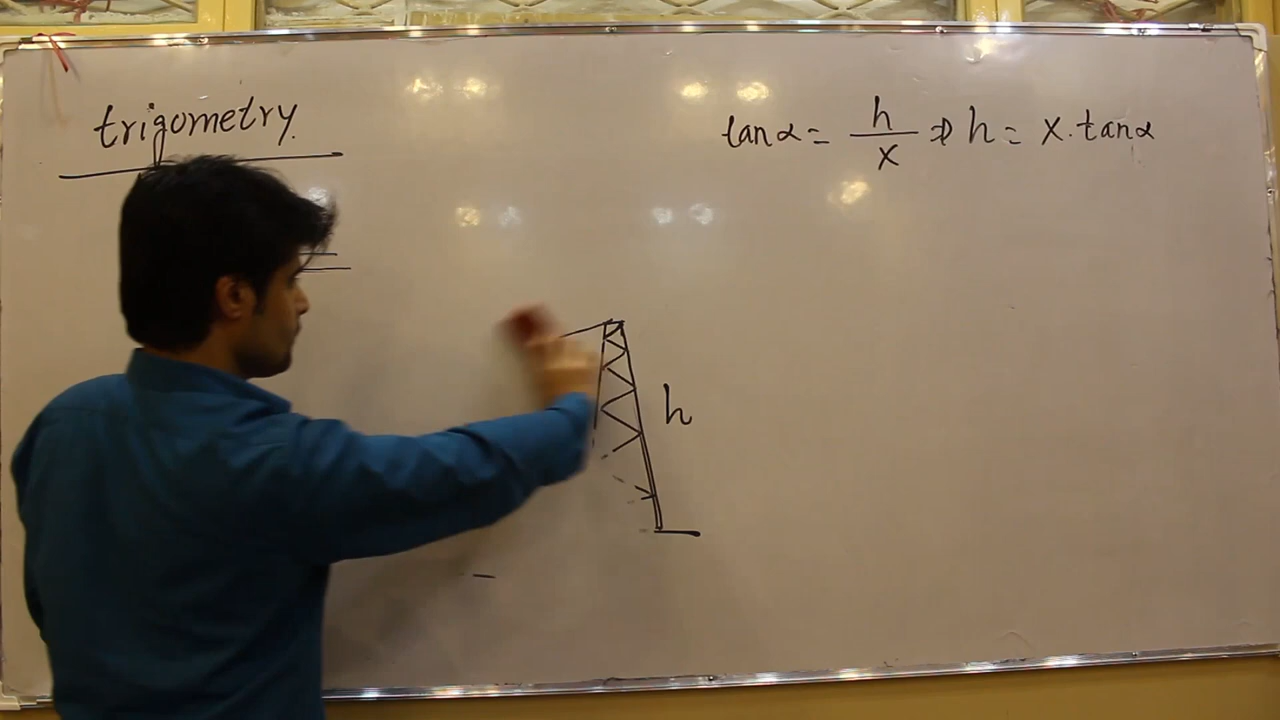 trigometry.
tanα = h/x ⇒ h = x.tanα
h